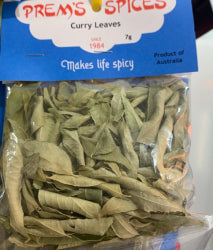 PREM'S SPICES
Curry Leaves
7g
SINCE
1984
Product of
Australia
Makes life spicy